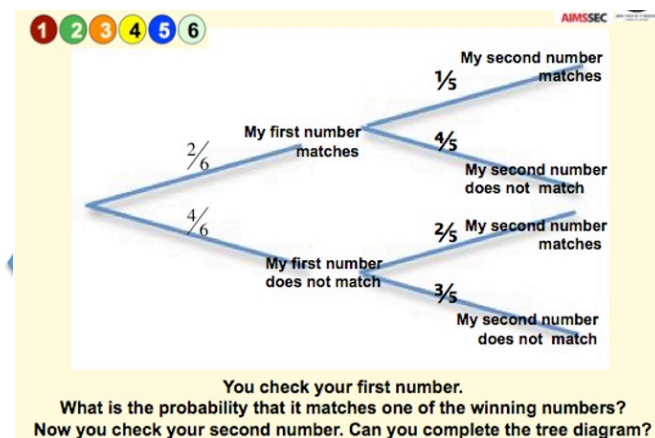 1 2 3 4 5 6
AIMSSEC
My second number
matches
1/5
My first number
matches
2/6
4/5
My second number
does not match
4/6
2/5
My second number
matches
My first number
does not match
3/5
My second number
does not match
You check your first number.
What is the probability that it matches one of the winning numbers?
Now you check your second number. Can you complete the tree diagram?